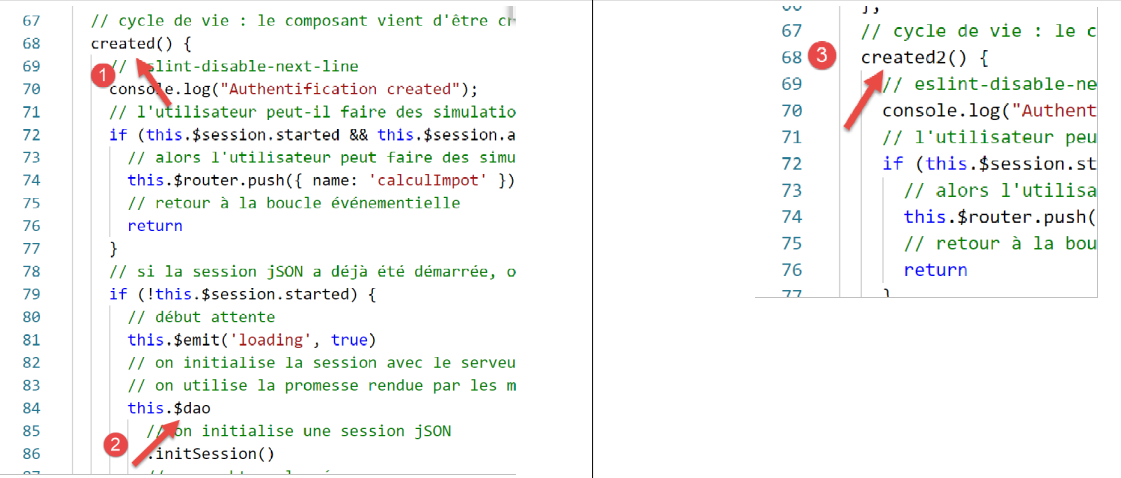 67 // cycle de vie : le composant vient d'être cr
68 created() {
69 // eslint-disable-next-line
1
70 console.log("Authentification created");
71 // l'utilisateur peut-il faire des simulatio
72 if (this.$session.started && this.$session.a
73 // alors l'utilisateur peut faire des simu
74 this.$router.push({ name: 'calculImpot' })
75 // retour à la boucle événementielle
76 return
77 }
78 // si la session jSON a déjà été démarrée, o
79 if (!this.$session.started) {
80 // début attente
81 this.$emit('loading', true)
82 // on initialise la session avec le serveu
83 // on utilise la promesse rendue par les m
84 this.$dao
85 // on initialise une session jSON
2
86 .initSession()
87
66 },
67 // cycle de vie : le c
68 3 created2() {
69 // eslint-disable-ne
70 console.log("Authent
71 // l'utilisateur peu
72 if (this.$session.st
73 // alors l'utilisa
74 this.$router.push(
75 // retour à la bou
76 return
77 }